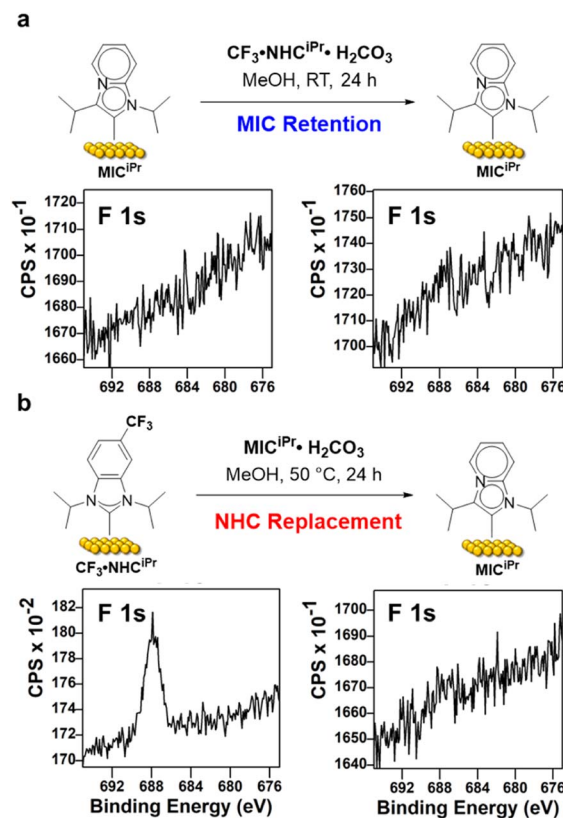 a
CF₃•NHCⁱᴾʳ• H₂CO₃
MeOH, RT, 24 h
MIC Retention
N
N
N
N
MICⁱᴾʳ
MICⁱᴾʳ
F 1s
CPS x 10⁻¹
1720
1710
1700
1690
1680
1670
1660
692 688 684 680 676
F 1s
CPS x 10⁻¹
1760
1750
1740
1730
1720
1710
1700
692 688 684 680 676
b
CF₃
MICⁱᴾʳ• H₂CO₃
MeOH, 50 °C, 24 h
NHC Replacement
N
N
N
N
CF₃•NHCⁱᴾʳ
MICⁱᴾʳ
F 1s
CPS x 10⁻²
182
180
178
176
174
172
170
692 688 684 680 676
Binding Energy (eV)
F 1s
CPS x 10⁻¹
1700
1690
1680
1670
1660
1650
1640
692 688 684 680 676
Binding Energy (eV)